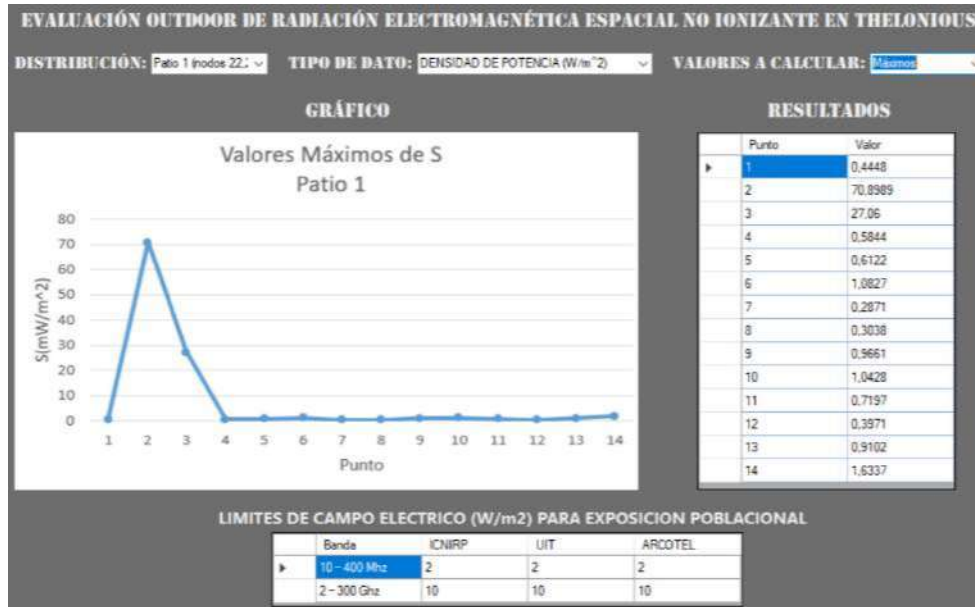 EVALUACIÓN OUTDOOR DE RADIACIÓN ELECTROMAGNÉTICA ESPACIAL NO IONIZANTE EN THELONIOUS
DISTRIBUCIÓN: Patio 1 (nodos 22. TIPO DE DATO: DENSIDAD DE POTENCIA (W/m^2) VALORES A CALCULAR: Máximos
GRÁFICO
Valores Máximos de S
Patio 1
80
70
60
50
40
30
20
10
0
S(mW/m^2)
1 2 3 4 5 6 7 8 9 10 11 12 13 14
Punto
RESULTADOS
Punto Valor
1 0,4448
2 70,8989
3 27,06
4 0,5844
5 0,6122
6 1,0827
7 0,2871
8 0,3038
9 0,9661
10 1,0428
11 0,7197
12 0,3971
13 0,9102
14 1,6337
LIMITES DE CAMPO ELECTRICO (W/m2) PARA EXPOSICION POBLACIONAL
Banda ICNIRP UIT ARCOTEL
10 – 400 Mhz 2 2 2
2 – 300 Ghz 10 10 10